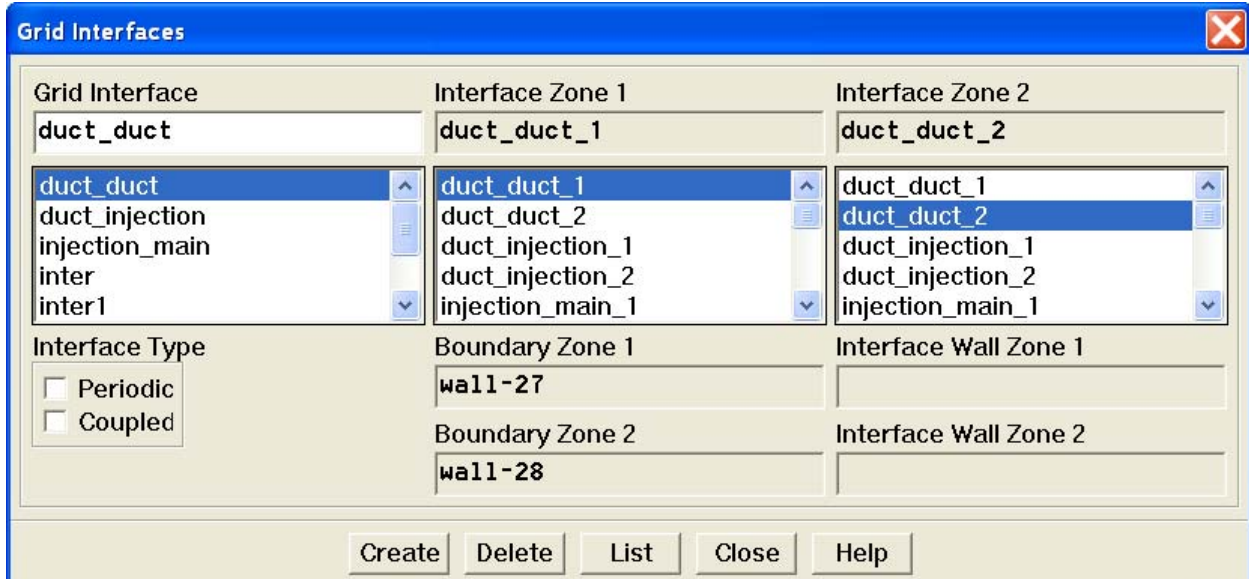 Grid Interfaces
Grid Interface
duct_duct
duct_duct
duct_injection
injection_main
inter
inter1
Interface Zone 1
duct_duct_1
duct_duct_1
duct_duct_2
duct_injection_1
duct_injection_2
injection_main_1
Interface Zone 2
duct_duct_2
duct_duct_1
duct_duct_2
duct_injection_1
duct_injection_2
injection_main_1
Interface Type
Periodic
Coupled
Boundary Zone 1
wall-27
Boundary Zone 2
wall-28
Interface Wall Zone 1
Interface Wall Zone 2
Create Delete List Close Help